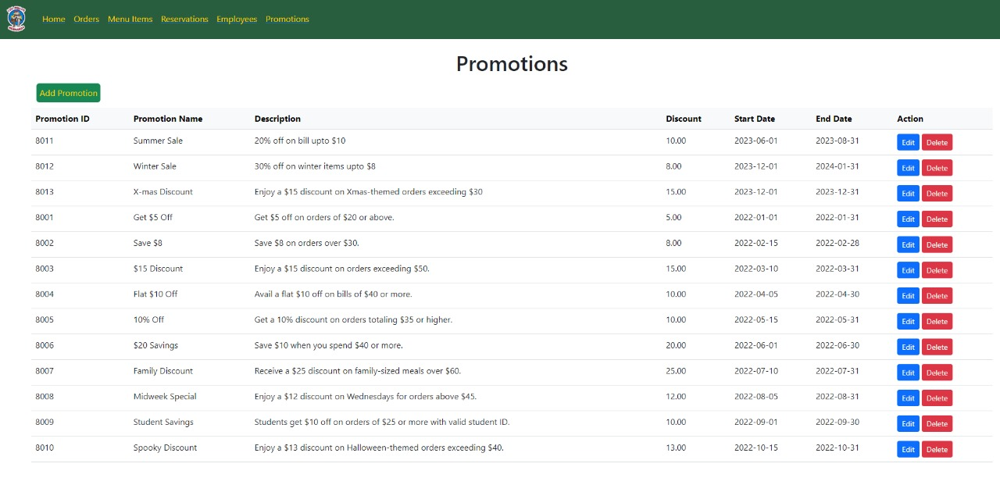 Home Orders Menu Items Reservations Employees Promotions
Promotions
Add Promotion
Promotion ID Promotion Name Description Discount Start Date End Date Action
8011 Summer Sale 20% off on bill upto $10 10.00 2023-06-01 2023-08-31 Edit Delete
8012 Winter Sale 30% off on winter items upto $8 8.00 2023-12-01 2024-01-31 Edit Delete
8013 X-mas Discount Enjoy a $15 discount on Xmas-themed orders exceeding $30 15.00 2023-12-01 2023-12-31 Edit Delete
8001 Get $5 Off Get $5 off on orders of $20 or above. 5.00 2022-01-01 2022-01-31 Edit Delete
8002 Save $8 Save $8 on orders over $30. 8.00 2022-02-15 2022-02-28 Edit Delete
8003 $15 Discount Enjoy a $15 discount on orders exceeding $50. 15.00 2022-03-10 2022-03-31 Edit Delete
8004 Flat $10 Off Avail a flat $10 off on bills of $40 or more. 10.00 2022-04-05 2022-04-30 Edit Delete
8005 10% Off Get a 10% discount on orders totaling $35 or higher. 10.00 2022-05-15 2022-05-31 Edit Delete
8006 $20 Savings Save $10 when you spend $40 or more. 20.00 2022-06-01 2022-06-30 Edit Delete
8007 Family Discount Receive a $25 discount on family-sized meals over $60. 25.00 2022-07-10 2022-07-31 Edit Delete
8008 Midweek Special Enjoy a $12 discount on Wednesdays for orders above $45. 12.00 2022-08-05 2022-08-31 Edit Delete
8009 Student Savings Students get $10 off on orders of $25 or more with valid student ID. 10.00 2022-09-01 2022-09-30 Edit Delete
8010 Spooky Discount Enjoy a $13 discount on Halloween-themed orders exceeding $40. 13.00 2022-10-15 2022-10-31 Edit Delete